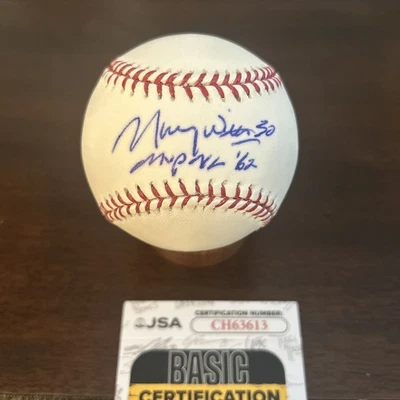 Maury Wills 30
MVP NL '62
JSA
CERTIFICATION NUMBER:
CH63613
BASIC
CERTIFICATION